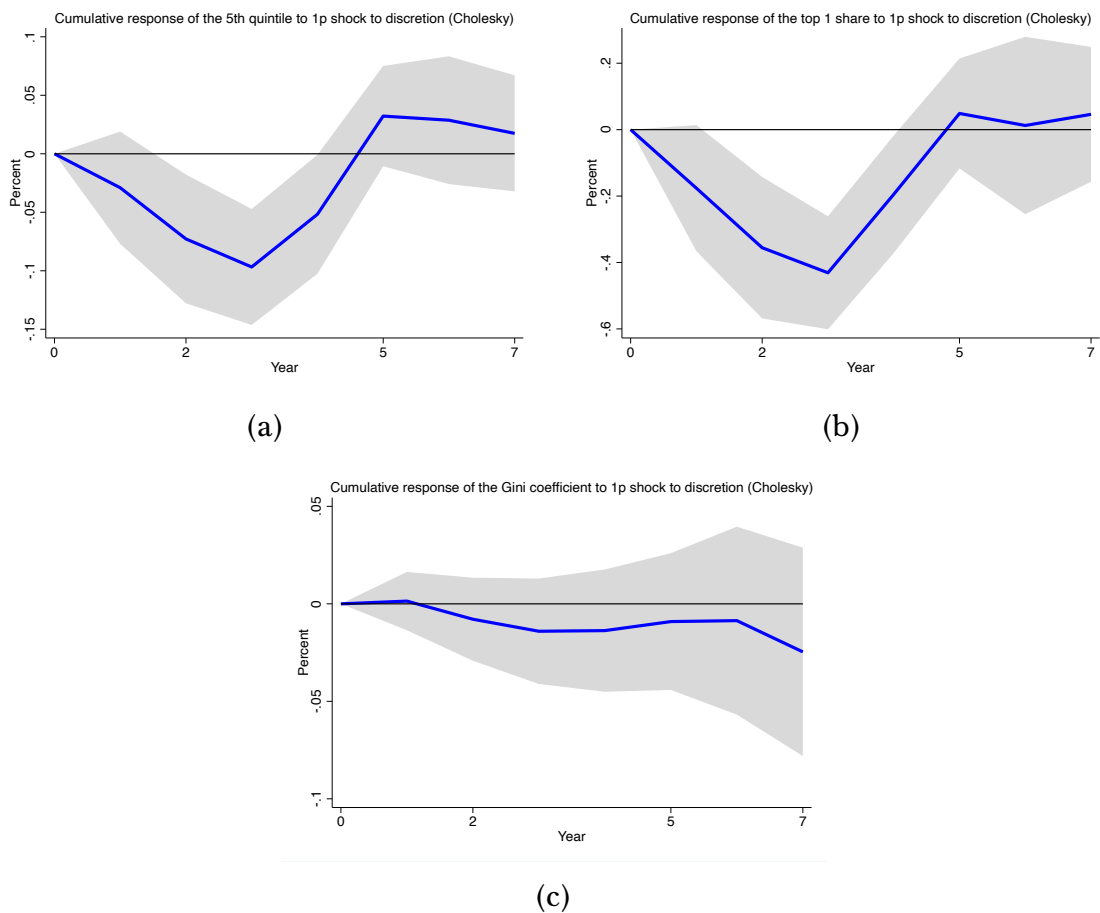 Cumulative response of the 5th quintile to 1p shock to discretion (Cholesky)
.1
.05
0
-.05
-.1
-.15
Percent
0 2 5 7
Year
(a)
Cumulative response of the top 1 share to 1p shock to discretion (Cholesky)
.2
0
-.2
-.4
-.6
Percent
0 2 5 7
Year
(b)
Cumulative response of the Gini coefficient to 1p shock to discretion (Cholesky)
.05
0
-.05
-.1
Percent
0 2 5 7
Year
(c)